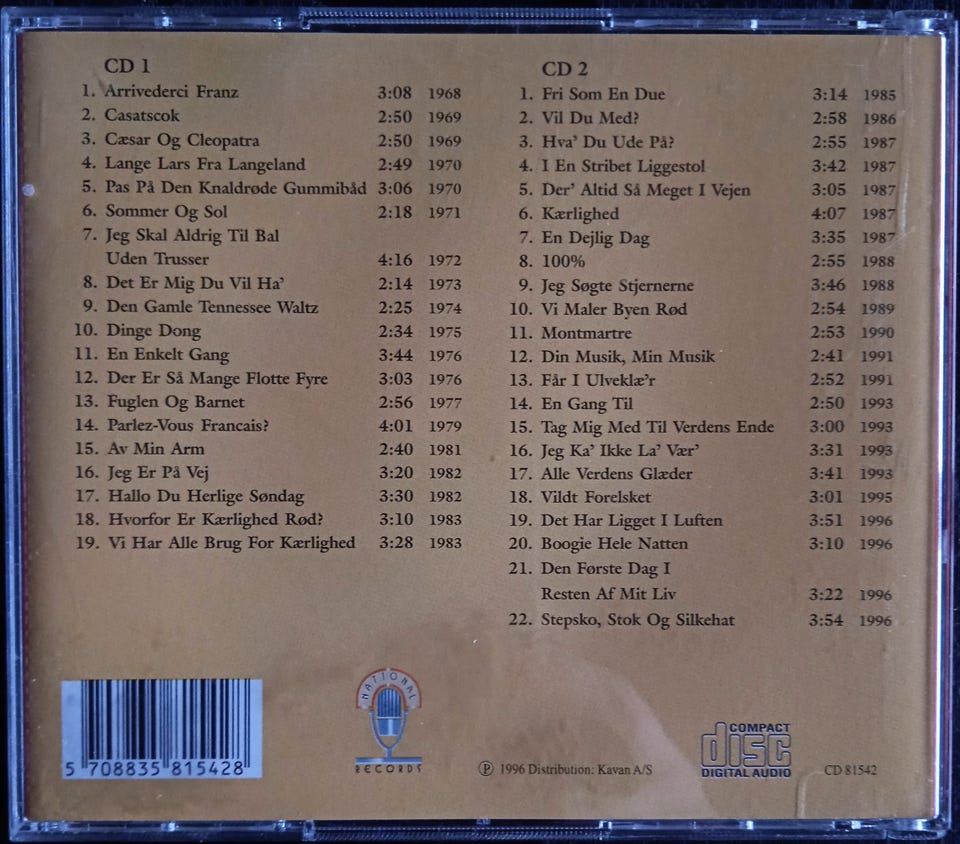 CD 1
1. Arrivederci Franz 3:08 1968
2. Casatscok 2:50 1969
3. Cæsar Og Cleopatra 2:50 1969
4. Lange Lars Fra Langeland 2:49 1970
5. Pas På Den Knaldrøde Gummibåd 3:06 1970
6. Sommer Og Sol 2:18 1971
7. Jeg Skal Aldrig Til Bal
Uden Trusser 4:16 1972
8. Det Er Mig Du Vil Ha' 2:14 1973
9. Den Gamle Tennessee Waltz 2:25 1974
10. Dinge Dong 2:34 1975
11. En Enkelt Gang 3:44 1976
12. Der Er Så Mange Flotte Fyre 3:03 1976
13. Fuglen Og Barnet 2:56 1977
14. Parlez-Vous Francais? 4:01 1979
15. Av Min Arm 2:40 1981
16. Jeg Er På Vej 3:20 1982
17. Hallo Du Herlige Søndag 3:30 1982
18. Hvorfor Er Kærlighed Rød? 3:10 1983
19. Vi Har Alle Brug For Kærlighed 3:28 1983
CD 2
1. Fri Som En Due 3:14 1985
2. Vil Du Med? 2:58 1986
3. Hva' Du Ude På? 2:55 1987
4. I En Stribet Liggestol 3:42 1987
5. Der' Altid Så Meget I Vejen 3:05 1987
6. Kærlighed 4:07 1987
7. En Dejlig Dag 3:35 1987
8. 100% 2:55 1988
9. Jeg Søgte Stjernerne 3:46 1988
10. Vi Maler Byen Rød 2:54 1989
11. Montmartre 2:53 1990
12. Din Musik, Min Musik 2:41 1991
13. Får I Ulveklæ'r 2:52 1991
14. En Gang Til 2:50 1993
15. Tag Mig Med Til Verdens Ende 3:00 1993
16. Jeg Ka' Ikke La' Vær' 3:31 1993
17. Alle Verdens Glæder 3:41 1993
18. Vildt Forelsket 3:01 1995
19. Det Har Ligget I Luften 3:51 1996
20. Boogie Hele Natten 3:10 1996
21. Den Første Dag I
Resten Af Mit Liv 3:22 1996
22. Stepsko, Stok Og Silkehat 3:54 1996
5 708835 815428
NATIONAL
RECORDS
Ⓟ 1996 Distribution: Kavan A/S
COMPACT
disc
DIGITAL AUDIO
CD 81542